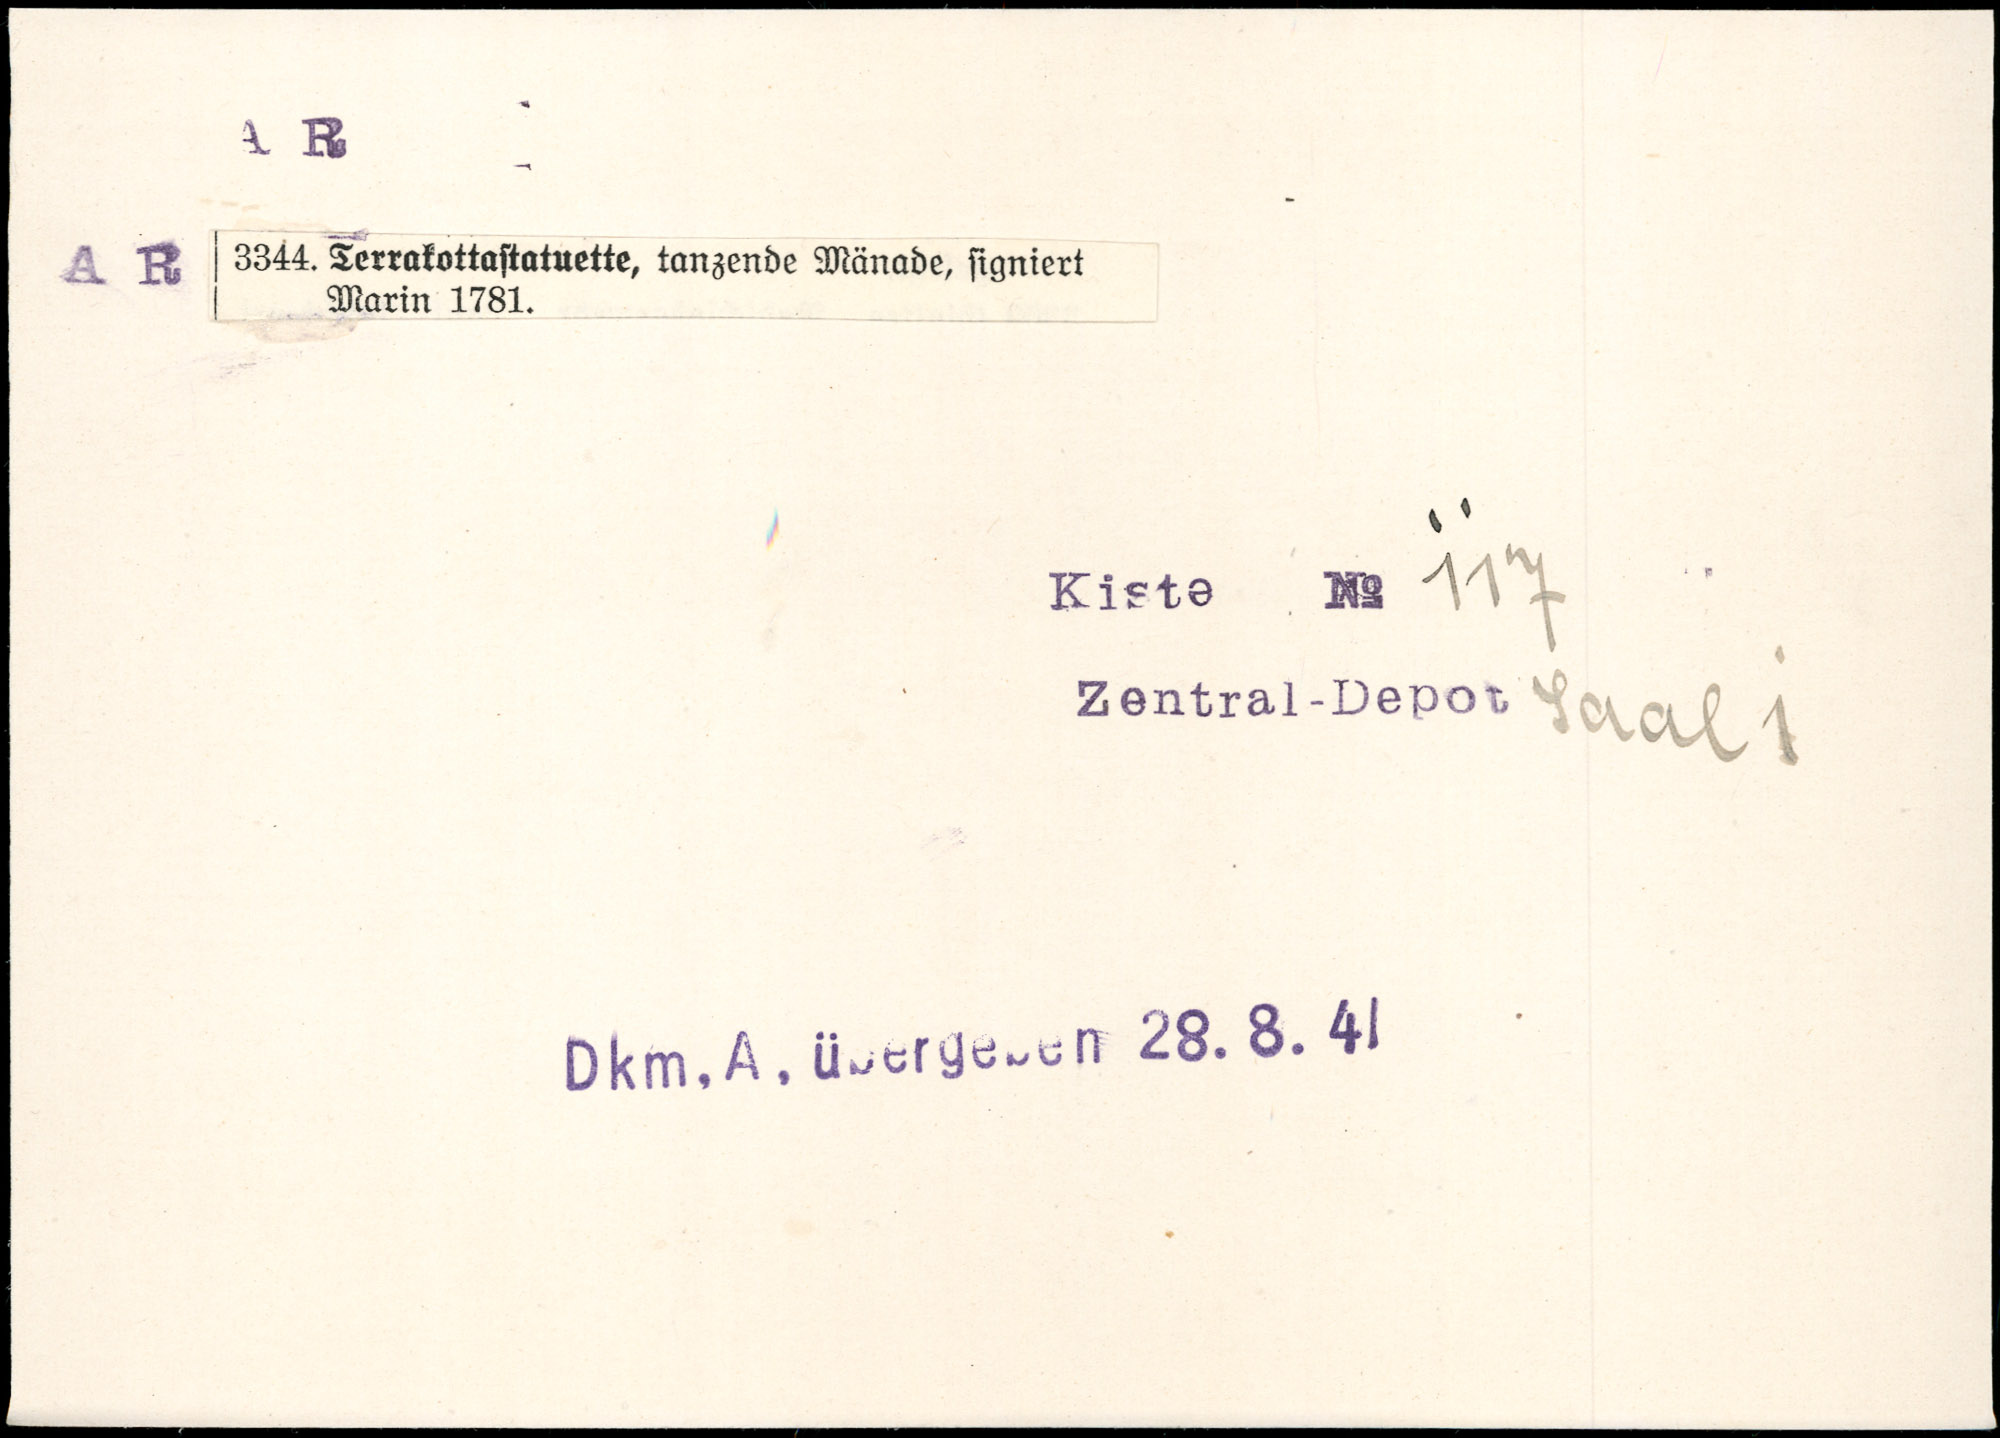 A R
A R
3344. Terrakottastatuette, tanzende Mänade, signiert
Marin 1781.
Kiste № 117
Zentral-Depot Saal 1
Dkm. A. übergeben 28. 8. 41